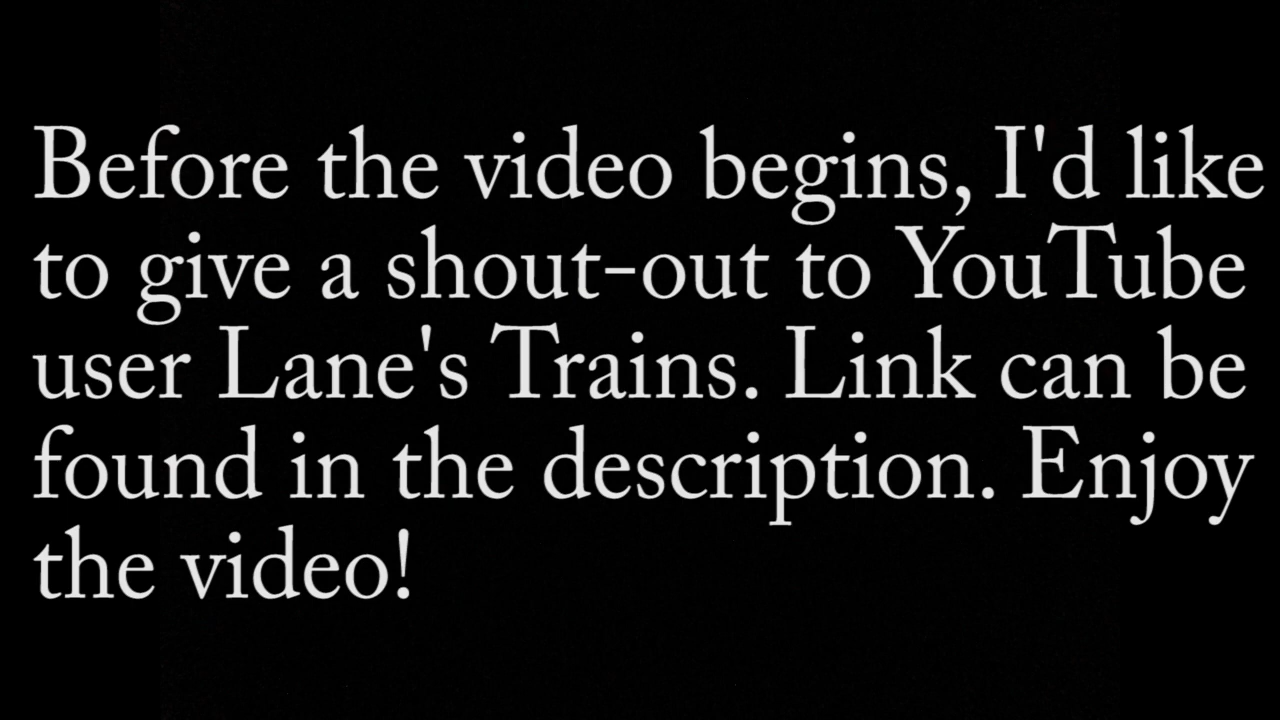 Before the video begins, I'd like
to give a shout-out to YouTube
user Lane's Trains. Link can be
found in the description. Enjoy
the video!